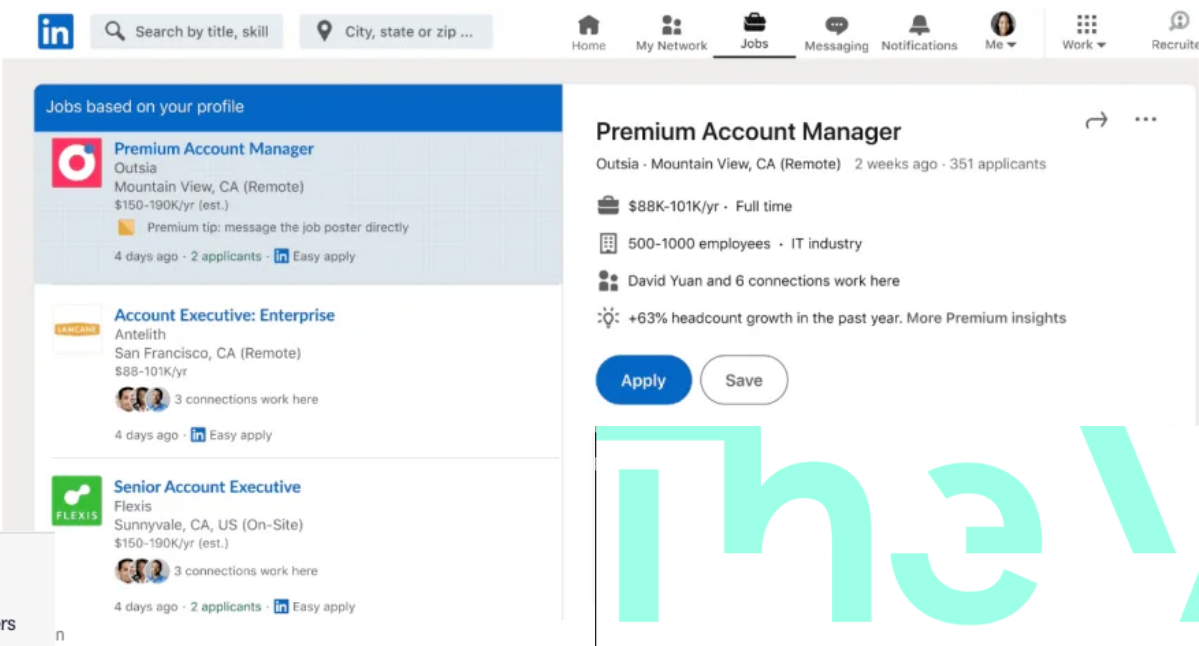 in Search by title, skill City, state or zip ... Home My Network Jobs Messaging Notifications Me Work Recruite
Jobs based on your profile
Premium Account Manager
Outsia
Mountain View, CA (Remote)
$150-190K/yr (est.)
Premium tip: message the job poster directly
4 days ago · 2 applicants · in Easy apply
LAMCANE
Account Executive: Enterprise
Antelith
San Francisco, CA (Remote)
$88-101K/yr
3 connections work here
4 days ago · in Easy apply
FLEXIS
Senior Account Executive
Flexis
Sunnyvale, CA, US (On-Site)
$150-190K/yr (est.)
3 connections work here
4 days ago · 2 applicants · in Easy apply
rs
n
Premium Account Manager
Outsia · Mountain View, CA (Remote) 2 weeks ago · 351 applicants
$88K-101K/yr · Full time
500-1000 employees · IT industry
David Yuan and 6 connections work here
+63% headcount growth in the past year. More Premium insights
Apply Save
The V